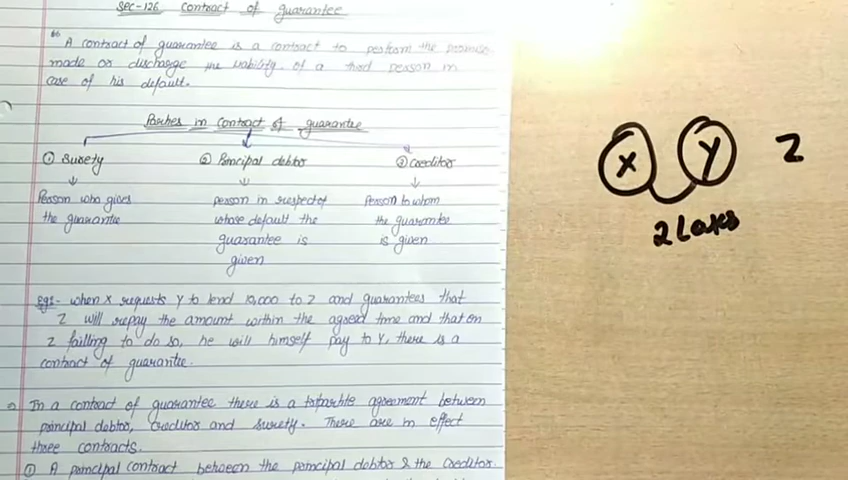 Sec-126 Contract of guarantee
"A contract of guarantee is a contract to perform the promise
made or discharge the liability of a third person in
case of his default.
Parties in Contract of guarantee
① Surety
② Principal debtor
③ Creditor
Person who gives
the guarantee
person in respect of
whose default the
guarantee is
given
Person to whom
the guarantee
is given
Eg:- when X requests Y to lend 10,000 to Z and guarantees that
Z will repay the amount within the agreed time and that on
Z failling to do so, he will himself pay to Y, there is a
contract of guarantee.
In a contract of guarantee there is a tripartite agreement between
principal debtor, creditor and surety. There are in effect
three contracts.
① A principal contract between the principal debtor & the creditor.
X Y Z
2 Laks